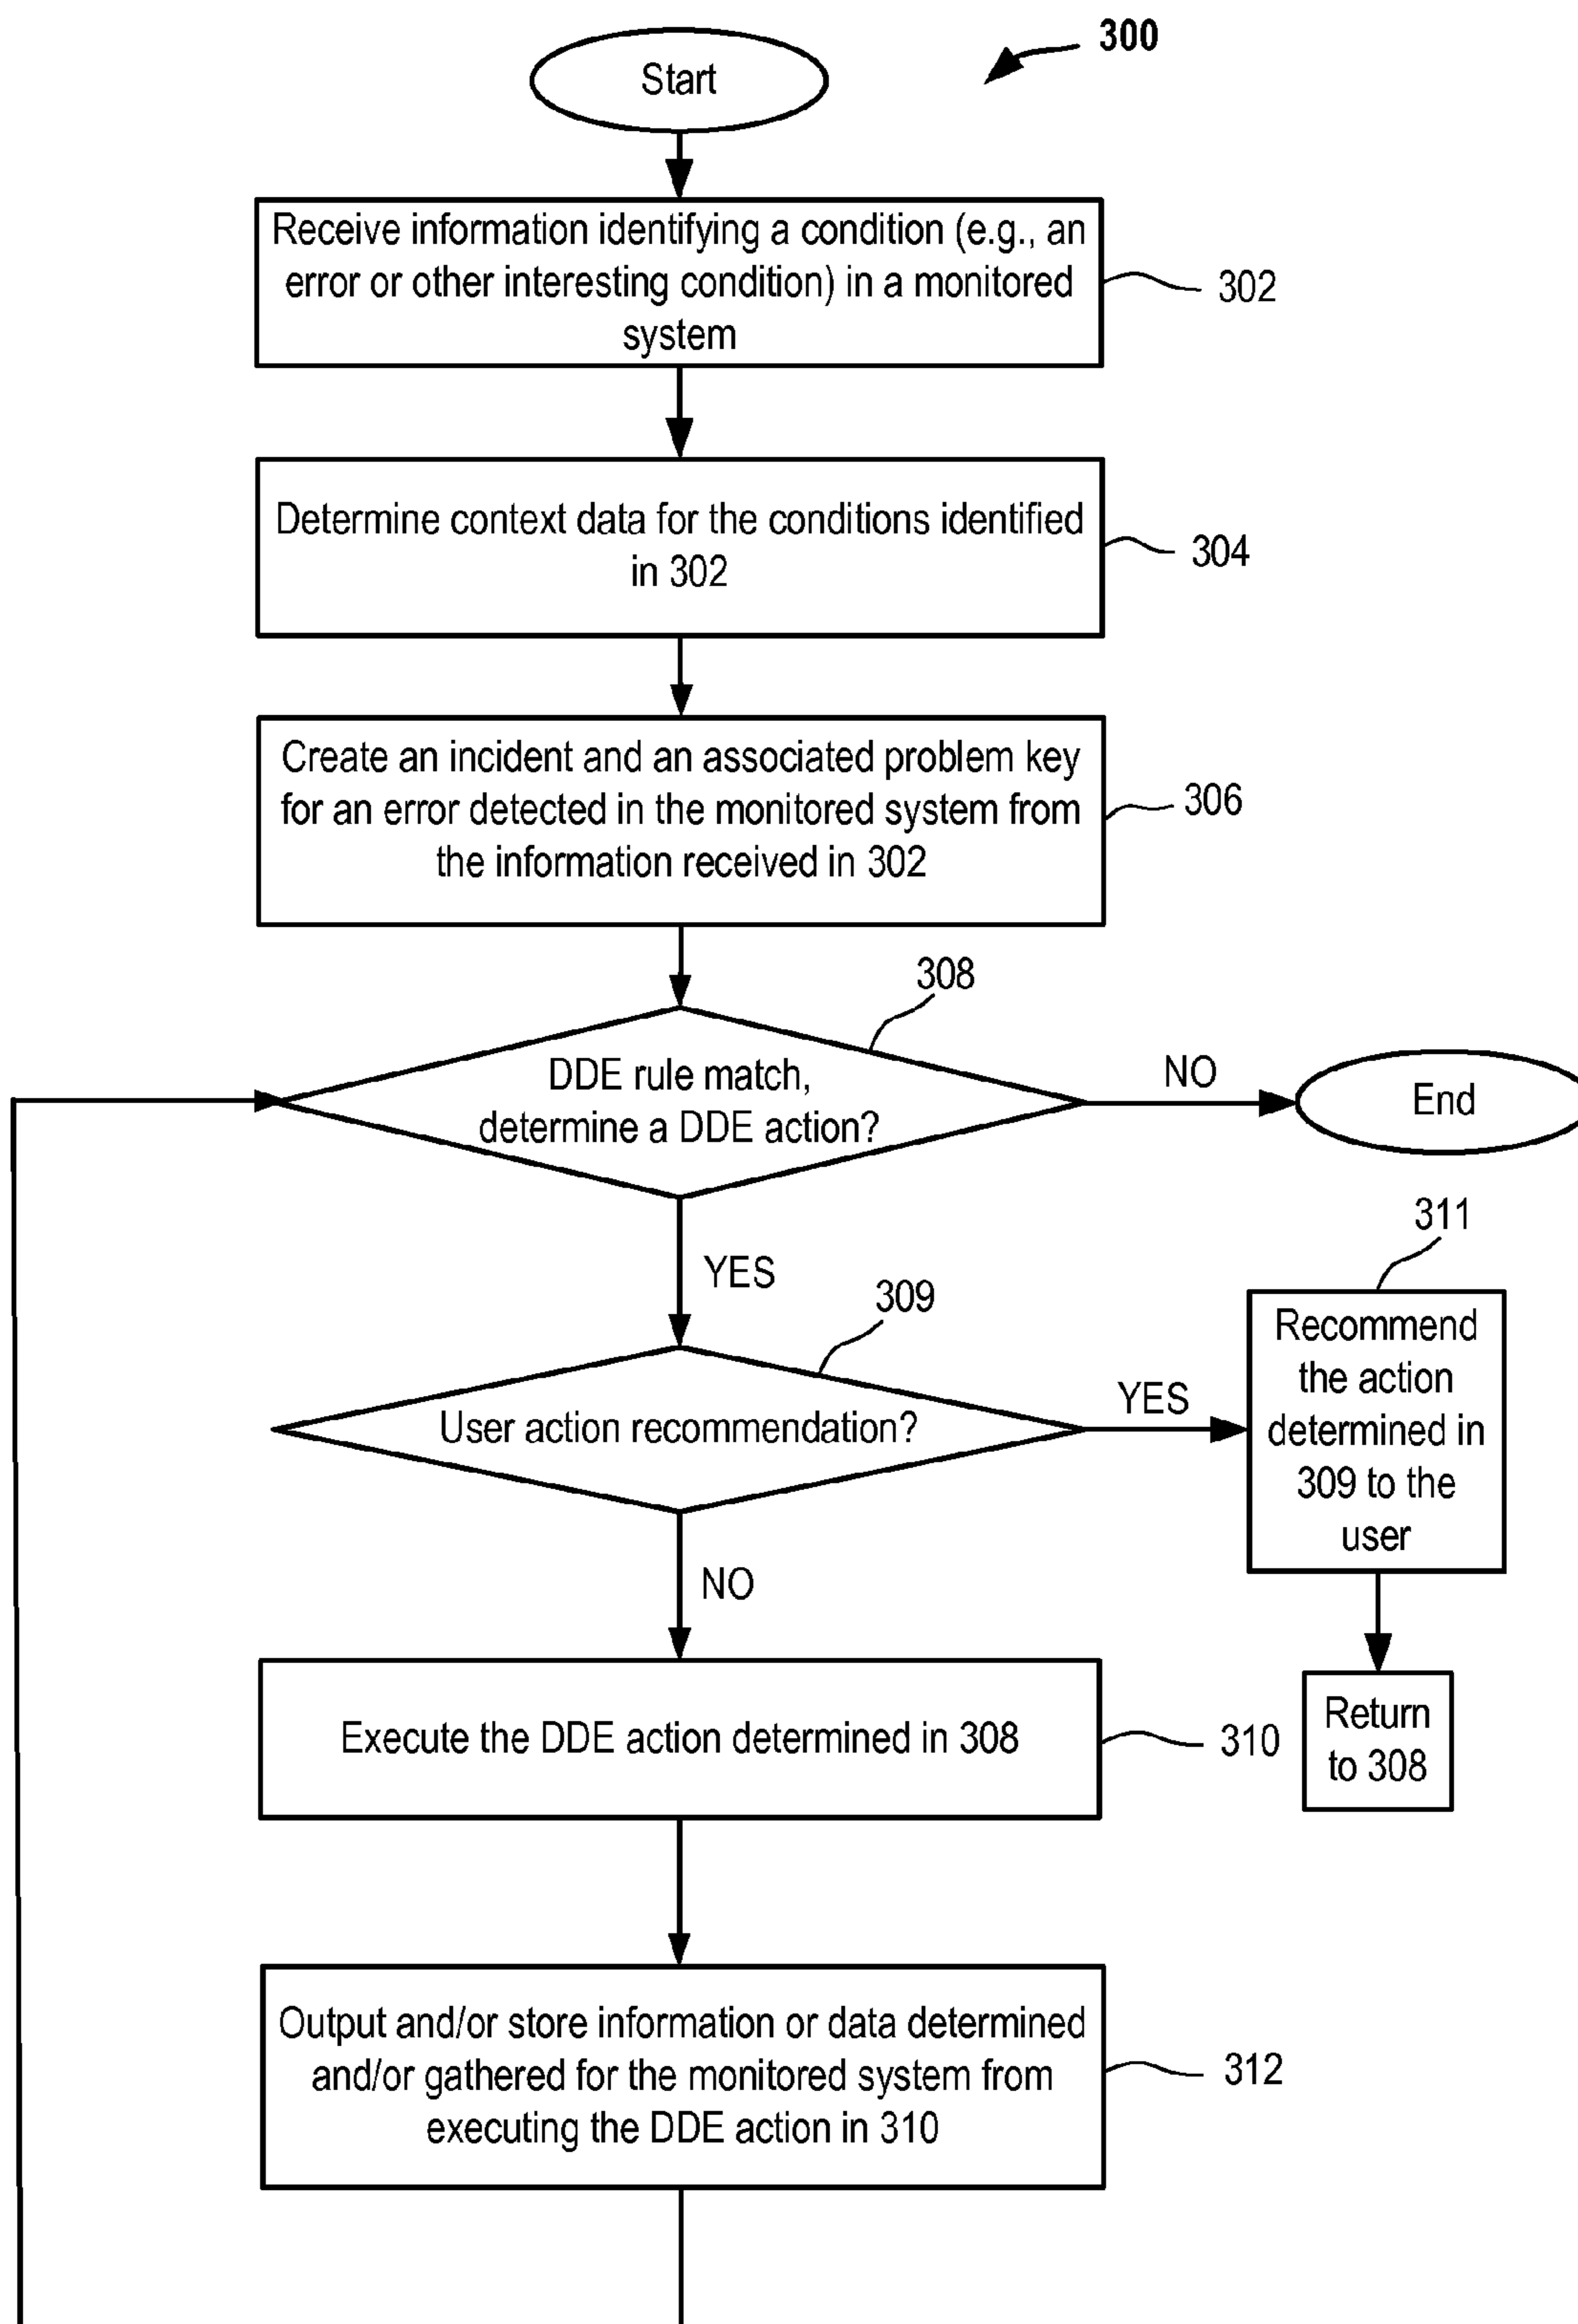 300
Start
Receive information identifying a condition (e.g., an
error or other interesting condition) in a monitored
system
302
Determine context data for the conditions identified
in 302
304
Create an incident and an associated problem key
for an error detected in the monitored system from
the information received in 302
306
308
DDE rule match,
determine a DDE action?
NO
End
YES
309
User action recommendation?
YES
311
Recommend
the action
determined in
309 to the
user
Return
to 308
NO
Execute the DDE action determined in 308
310
Output and/or store information or data determined
and/or gathered for the monitored system from
executing the DDE action in 310
312